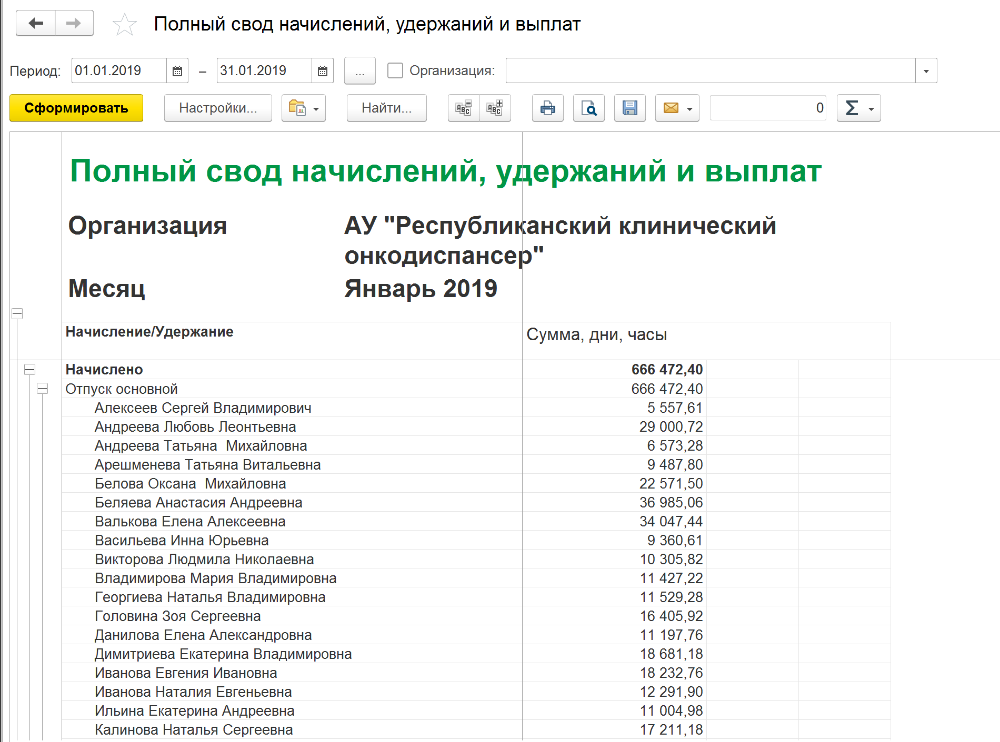 Полный свод начислений, удержаний и выплат
Период: 01.01.2019 – 31.01.2019 ... Организация:
Сформировать Настройки... Найти... 0 Σ
Полный свод начислений, удержаний и выплат
Организация АУ "Республиканский клинический
онкодиспансер"
Месяц Январь 2019
Начисление/Удержание Сумма, дни, часы
Начислено 666 472,40
Отпуск основной 666 472,40
Алексеев Сергей Владимирович 5 557,61
Андреева Любовь Леонтьевна 29 000,72
Андреева Татьяна  Михайловна 6 573,28
Арешменева Татьяна Витальевна 9 487,80
Белова Оксана  Михайловна 22 571,50
Беляева Анастасия Андреевна 36 985,06
Валькова Елена Алексеевна 34 047,44
Васильева Инна Юрьевна 9 360,61
Викторова Людмила Николаевна 10 305,82
Владимирова Мария Владимировна 11 427,22
Георгиева Наталья Владимировна 11 529,28
Головина Зоя Сергеевна 16 405,92
Данилова Елена Александровна 11 197,76
Димитриева Екатерина Владимировна 18 681,18
Иванова Евгения Ивановна 18 232,76
Иванова Наталия Евгеньевна 12 291,90
Ильина Екатерина Андреевна 11 004,98
Калинова Наталья Сергеевна 17 211,18